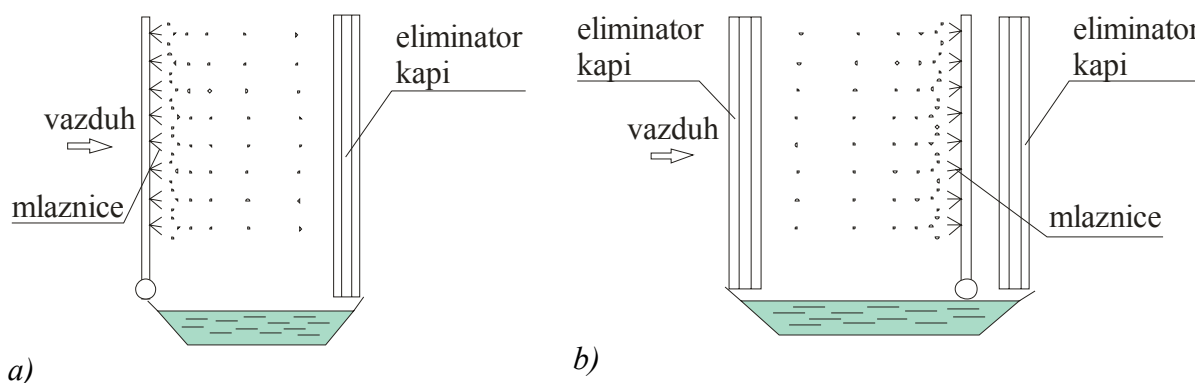 eliminator
kapi
vazduh
mlaznice
a)
eliminator
kapi
vazduh
eliminator
kapi
mlaznice
b)